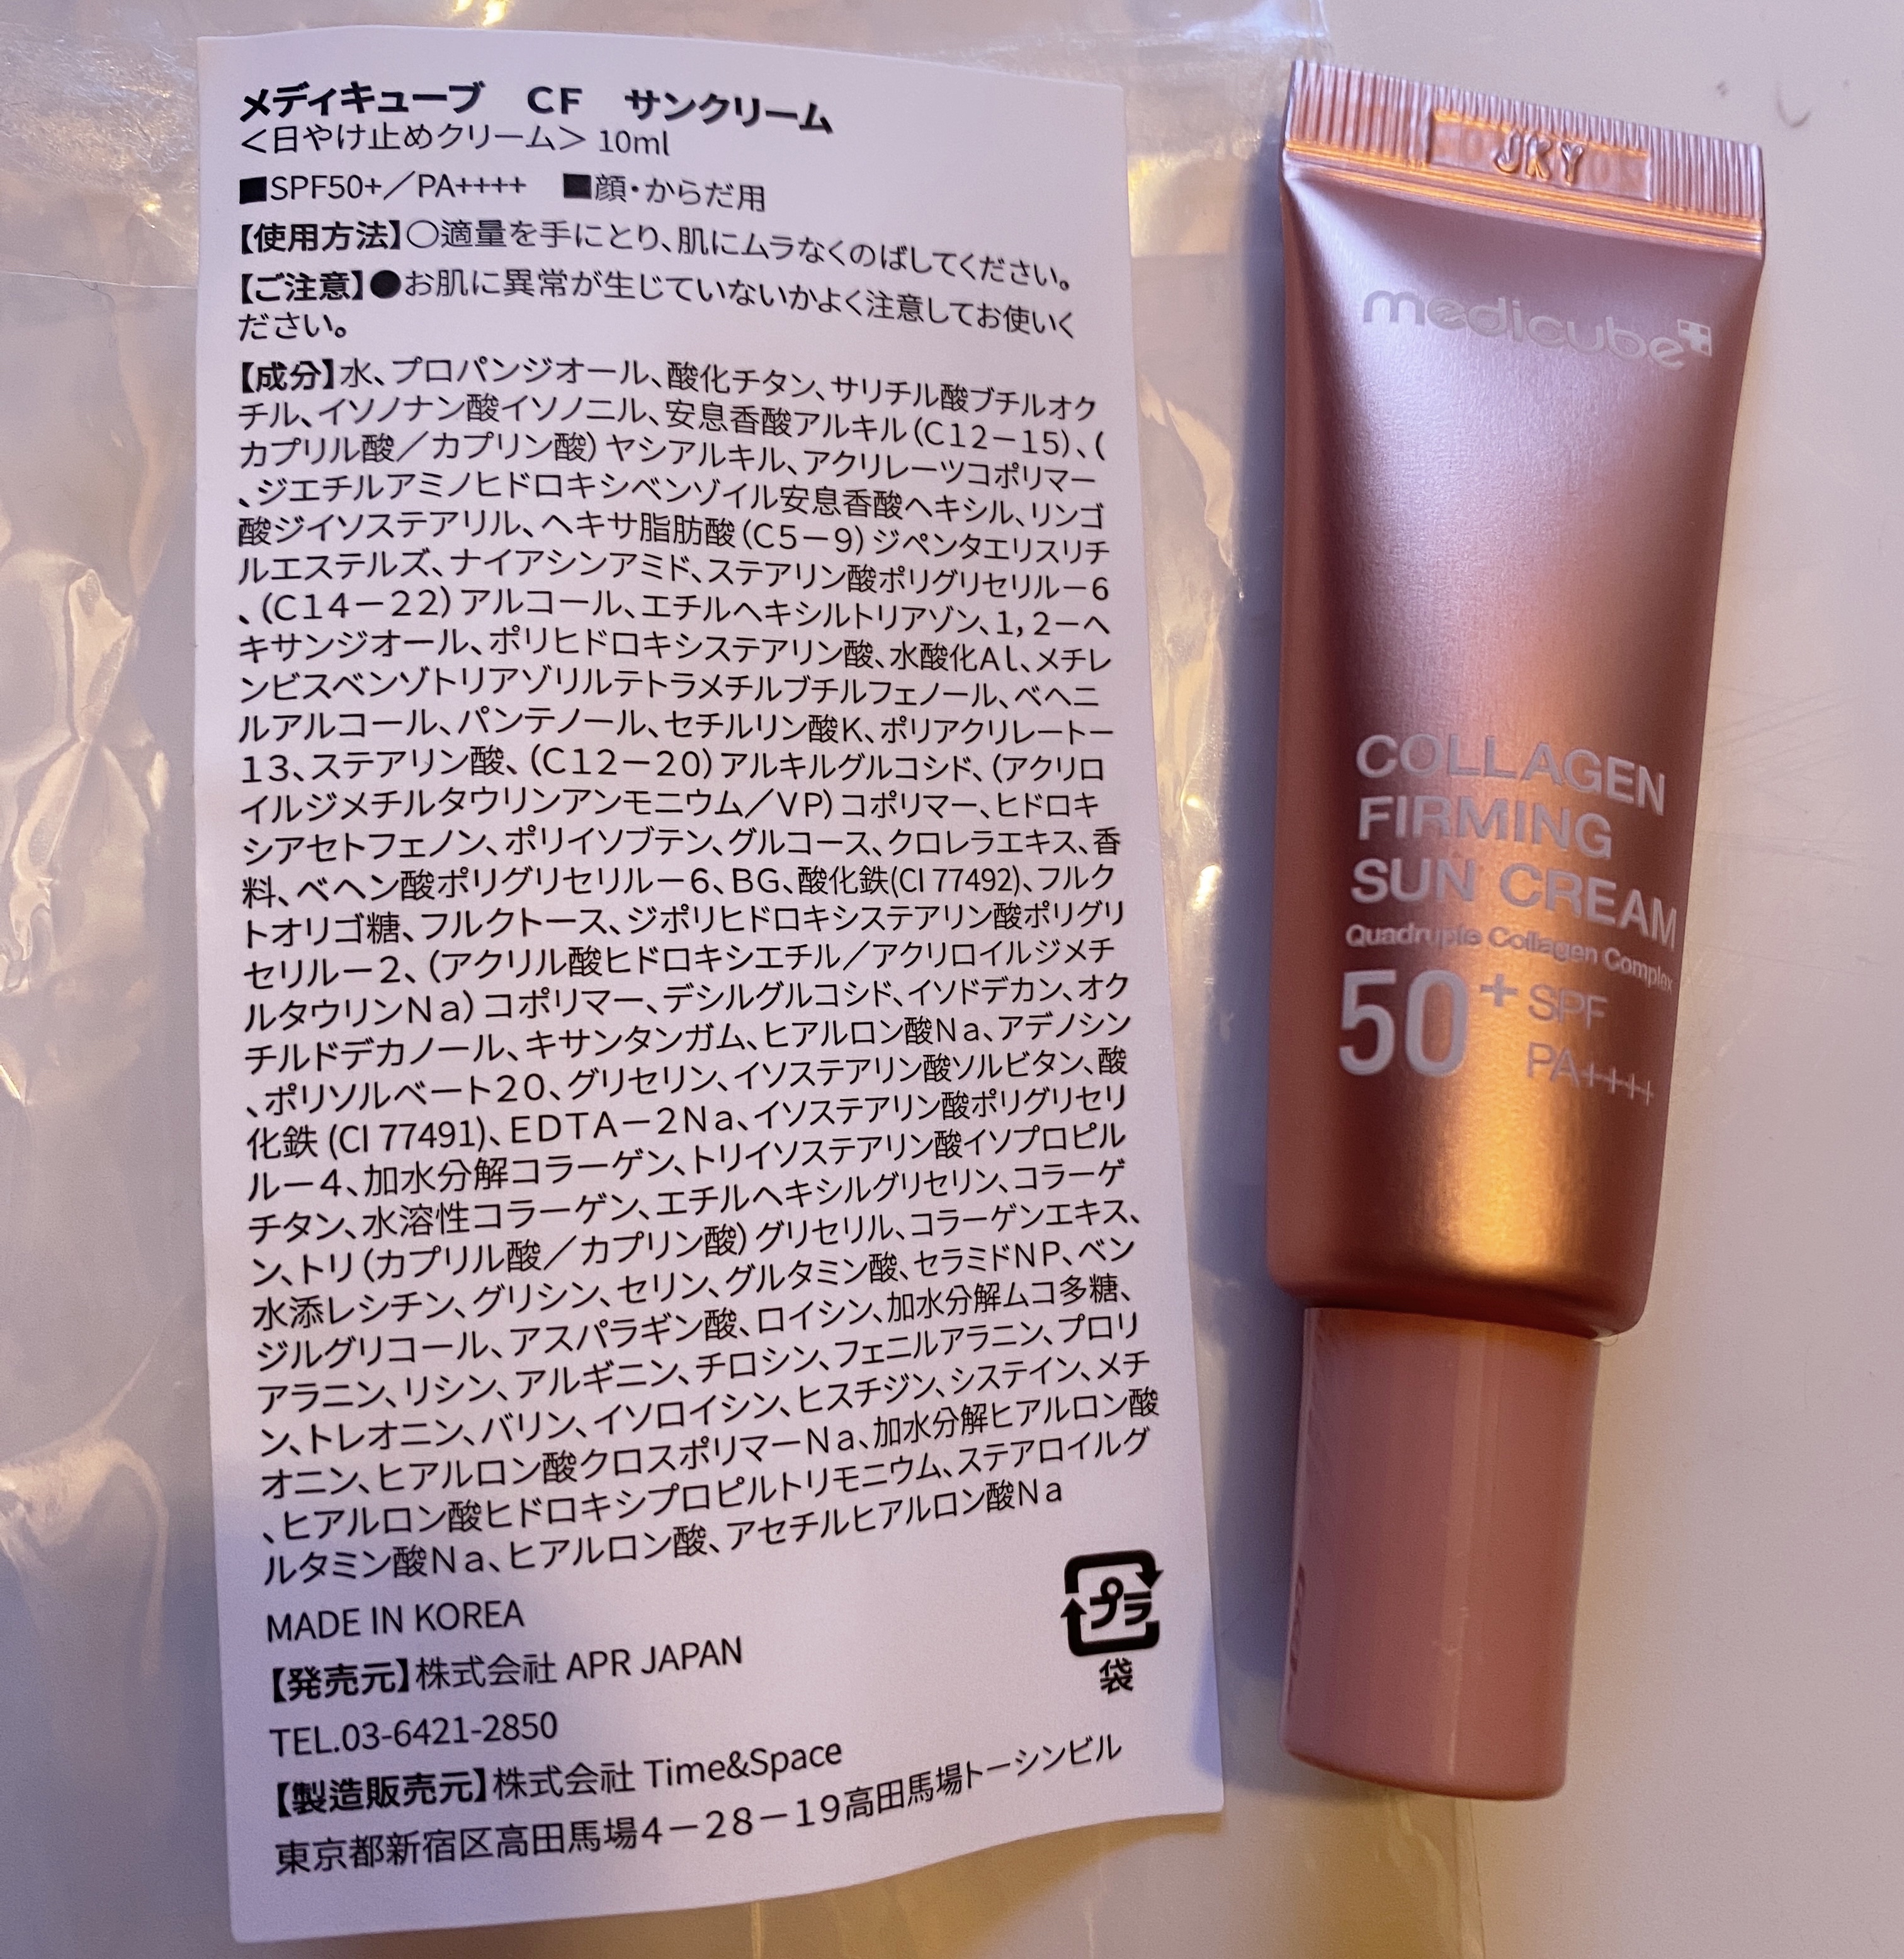 メディキューブ　CF　サンクリーム
＜日やけ止めクリーム＞ 10ml
■SPF50+／PA++++　■顔・からだ用
【使用方法】○適量を手にとり、肌にムラなくのばしてください。
【ご注意】●お肌に異常が生じていないかよく注意してお使いく
ださい。
【成分】水、プロパンジオール、酸化チタン、サリチル酸ブチルオク
チル、イソノナン酸イソノニル、安息香酸アルキル（C12－15）、（
カプリル酸／カプリン酸）ヤシアルキル、アクリレーツコポリマー
、ジエチルアミノヒドロキシベンゾイル安息香酸ヘキシル、リンゴ
酸ジイソステアリル、ヘキサ脂肪酸（C5－9）ジペンタエリスリチ
ルエステルズ、ナイアシンアミド、ステアリン酸ポリグリセリル－6
、（C14－22）アルコール、エチルヘキシルトリアゾン、1，2－ヘ
キサンジオール、ポリヒドロキシステアリン酸、水酸化Al、メチレ
ンビスベンゾトリアゾリルテトラメチルブチルフェノール、ベヘニ
ルアルコール、パンテノール、セチルリン酸K、ポリアクリレート－
13、ステアリン酸、（C12－20）アルキルグルコシド、（アクリロ
イルジメチルタウリンアンモニウム／VP）コポリマー、ヒドロキ
シアセトフェノン、ポリイソブテン、グルコース、クロレラエキス、香
料、ベヘン酸ポリグリセリル－6、BG、酸化鉄(CI 77492)、フルク
トオリゴ糖、フルクトース、ジポリヒドロキシステアリン酸ポリグリ
セリル－2、（アクリル酸ヒドロキシエチル／アクリロイルジメチ
ルタウリンNa）コポリマー、デシルグルコシド、イソドデカン、オク
チルドデカノール、キサンタンガム、ヒアルロン酸Na、アデノシン
、ポリソルベート20、グリセリン、イソステアリン酸ソルビタン、酸
化鉄 (CI 77491)、EDTA－2Na、イソステアリン酸ポリグリセリ
ル－4、加水分解コラーゲン、トリイソステアリン酸イソプロピル
チタン、水溶性コラーゲン、エチルヘキシルグリセリン、コラーゲ
ン、トリ（カプリル酸／カプリン酸）グリセリル、コラーゲンエキス、
水添レシチン、グリシン、セリン、グルタミン酸、セラミドNP、ベン
ジルグリコール、アスパラギン酸、ロイシン、加水分解ムコ多糖、
アラニン、リシン、アルギニン、チロシン、フェニルアラニン、プロリ
ン、トレオニン、バリン、イソロイシン、ヒスチジン、システイン、メチ
オニン、ヒアルロン酸クロスポリマーNa、加水分解ヒアルロン酸
、ヒアルロン酸ヒドロキシプロピルトリモニウム、ステアロイルグ
ルタミン酸Na、ヒアルロン酸、アセチルヒアルロン酸Na
MADE IN KOREA
プラ
袋
【発売元】株式会社 APR JAPAN
TEL.03-6421-2850
【製造販売元】株式会社 Time&Space
東京都新宿区高田馬場4－28－19高田馬場トーシンビル
JKY
medicube
COLLAGEN
FIRMING
SUN CREAM
Quadruple Collagen Complex
50+ SPF
PA++++